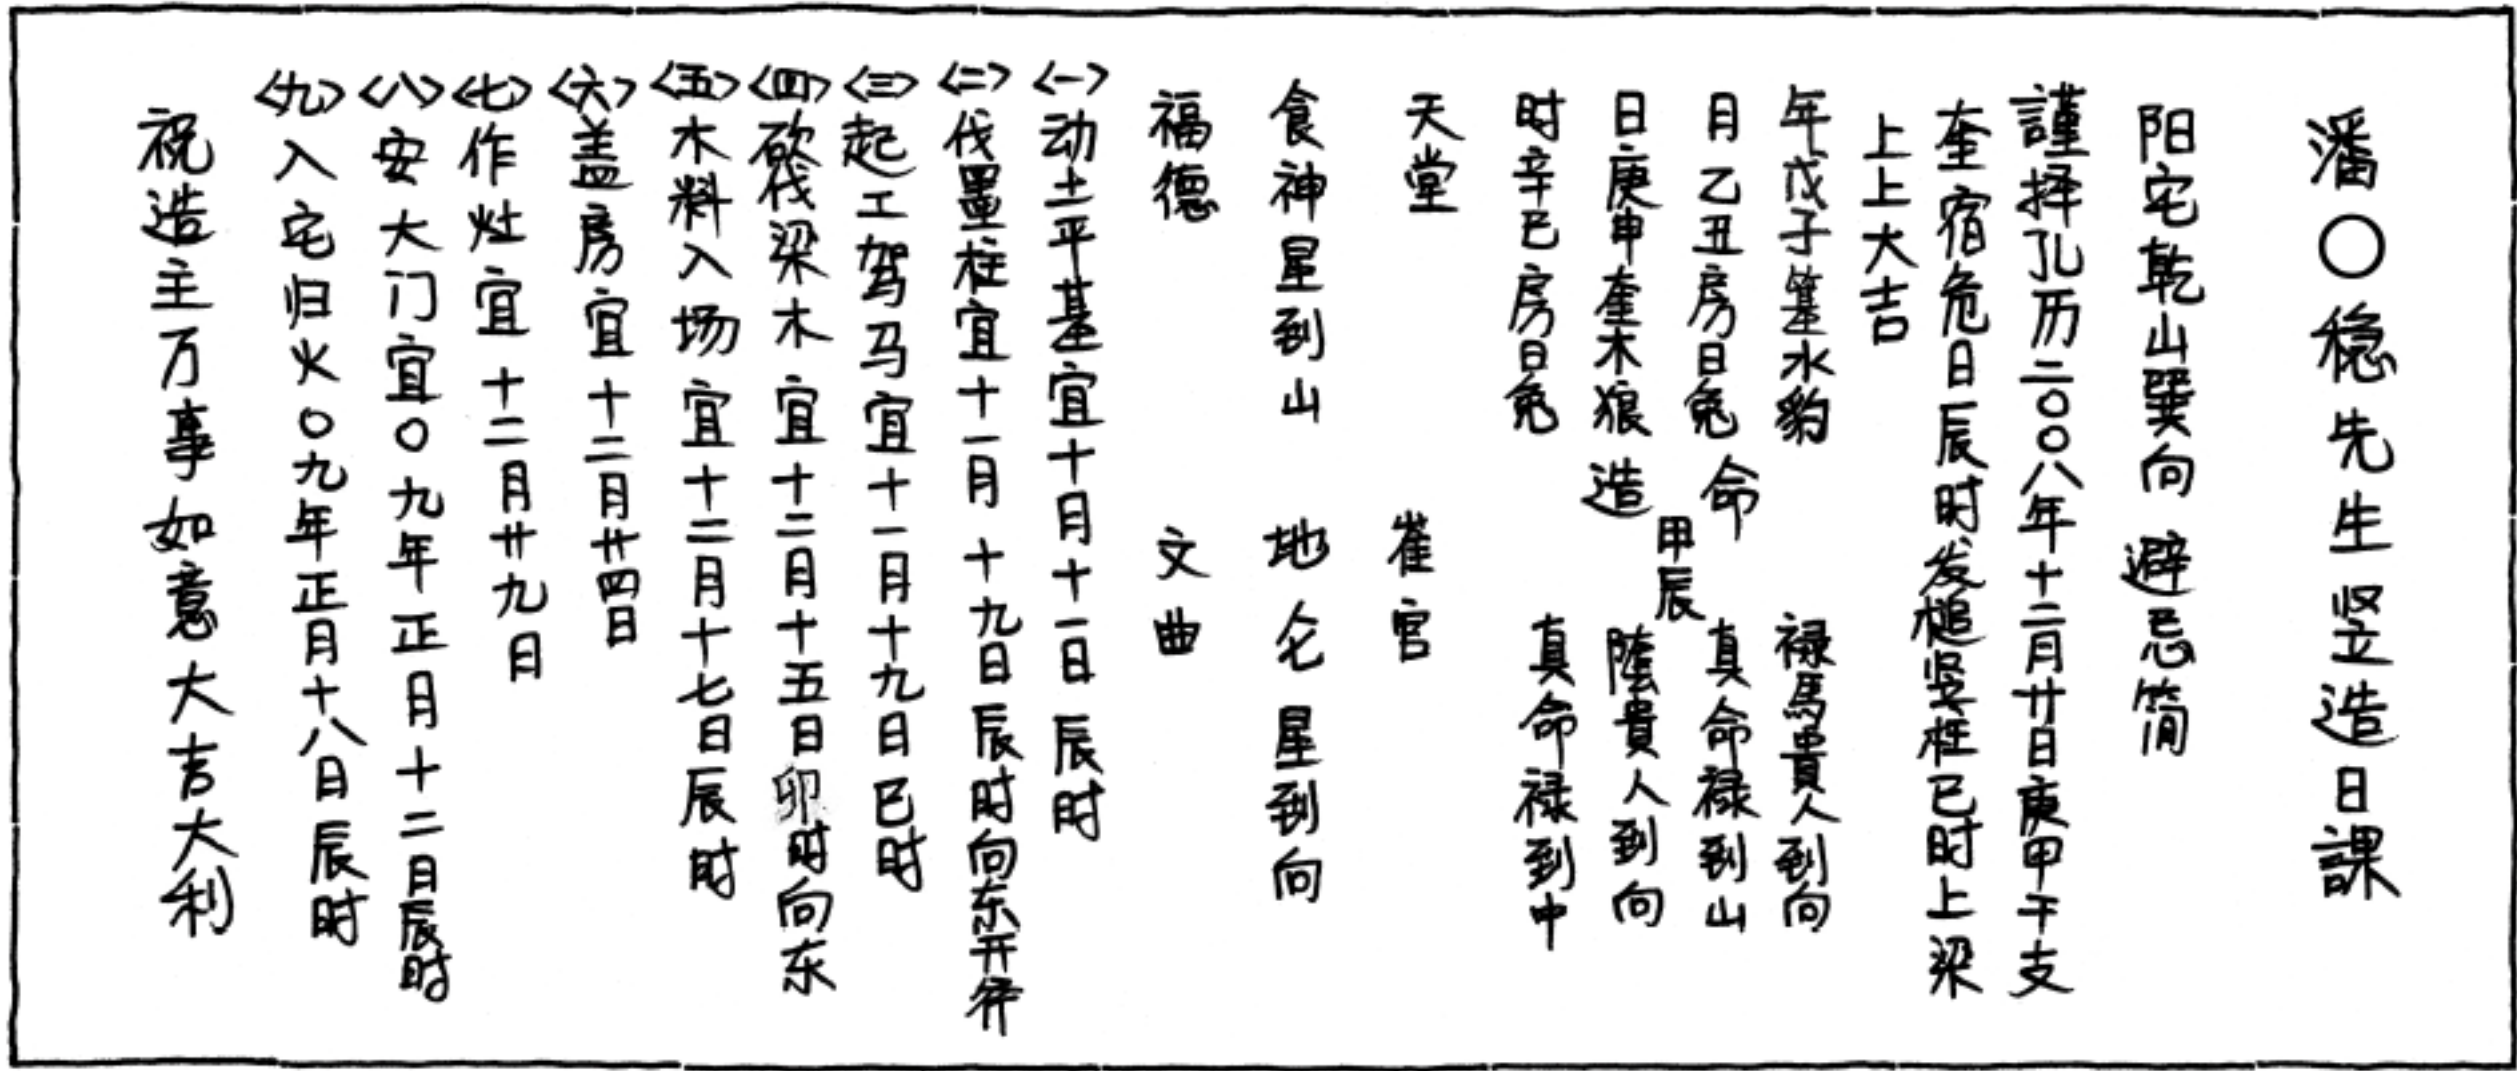 潘〇稳先生竖造日課
阳宅乾山巽向 避忌简
謹择孔历二〇〇八年十二月廿日庚甲干支
奎宿危日辰时发槌竖柱巳时上梁
上上大吉
年戊子箕水豹 禄馬貴人到向
月乙丑房日兔 命 真命禄到山
甲辰
日庚申奎木狼 造 陰貴人到向
时辛巳房日兔 真命禄到中
天堂 崔官
食神星到山 地仑星到向
福德 文曲
<一>动土平基宜十月十一日辰时
<二>伐墨柱宜十一月十九日辰时向东开斧
<三>起工驾马宜十一月十九日巳时
<四>砍伐梁木宜十二月十五日卯时向东
<五>木料入场宜十二月十七日辰时
<六>盖房宜十二月廿四日
<七>作灶宜十二月廿九日
<八>安大门宜〇九年正月十二日辰时
<九>入宅归火〇九年正月十八日辰时
祝造主万事如意大吉大利